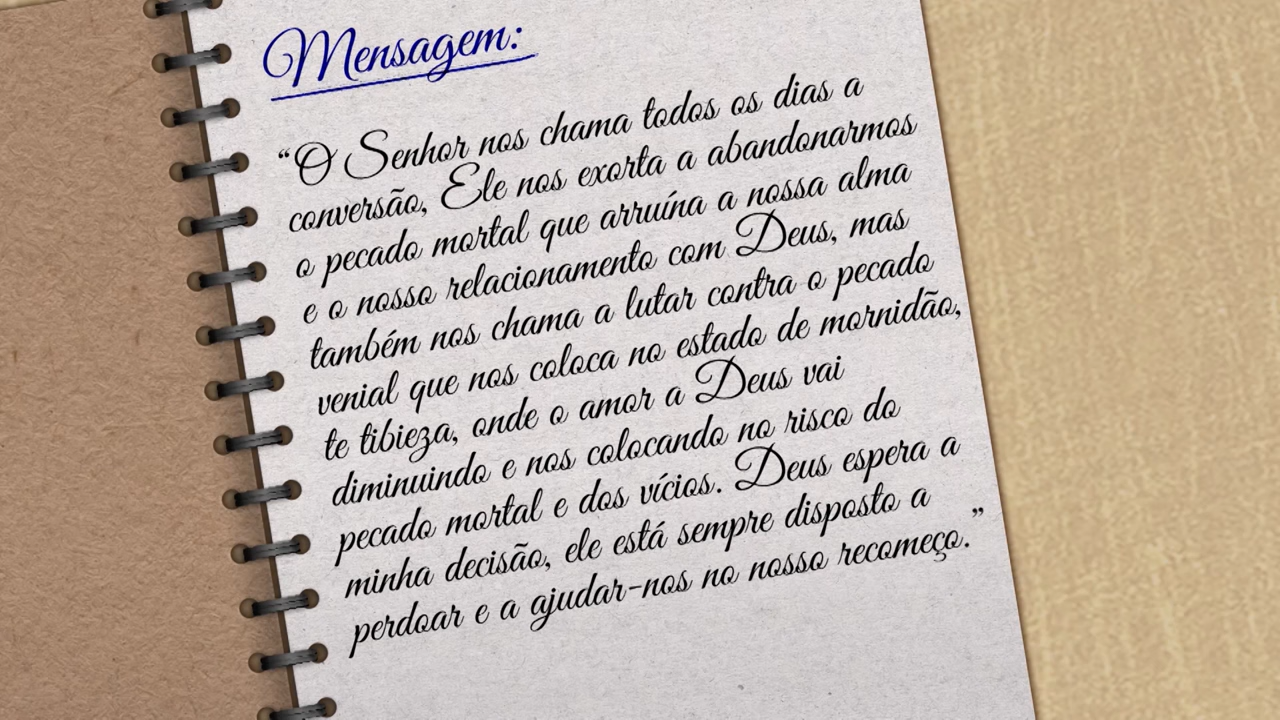 Mensagem:
“O Senhor nos chama todos os dias a
conversão, Ele nos exorta a abandonarmos
o pecado mortal que arruína a nossa alma
e o nosso relacionamento com Deus, mas
também nos chama a lutar contra o pecado
venial que nos coloca no estado de mornidão,
te tibieza, onde o amor a Deus vai
diminuindo e nos colocando no risco do
pecado mortal e dos vícios. Deus espera a
minha decisão, ele está sempre disposto a
perdoar e a ajudar-nos no nosso recomeço.”